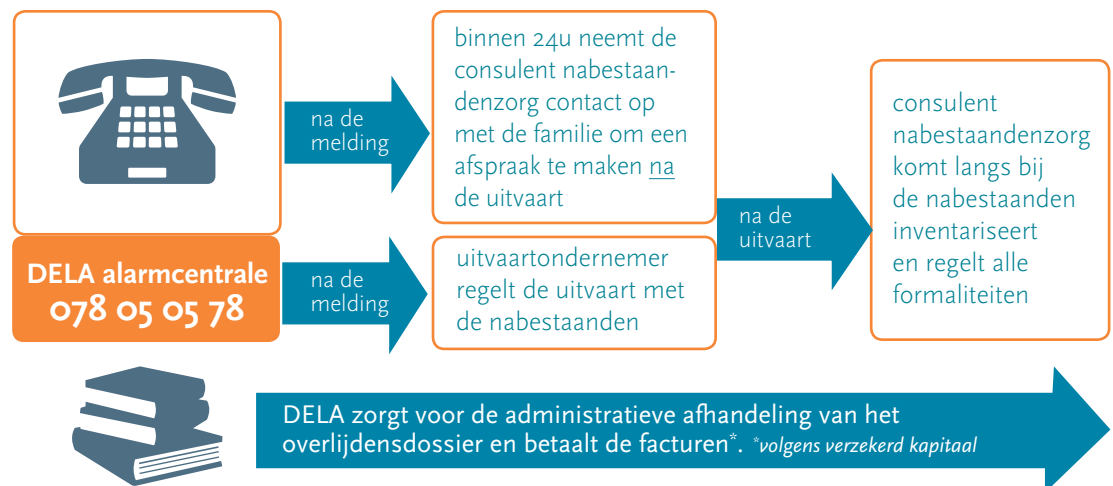 DELA alarmcentrale
078 05 05 78
na de
melding
binnen 24u neemt de
consulent nabestaan-
denzorg contact op
met de familie om een
afspraak te maken na
de uitvaart
na de
melding
uitvaartondernemer
regelt de uitvaart met
de nabestaanden
na de
uitvaart
consulent
nabestaandenzorg
komt langs bij
de nabestaanden
inventariseert
en regelt alle
formaliteiten
DELA zorgt voor de administratieve afhandeling van het
overlijdensdossier en betaalt de facturen*. *volgens verzekerd kapitaal